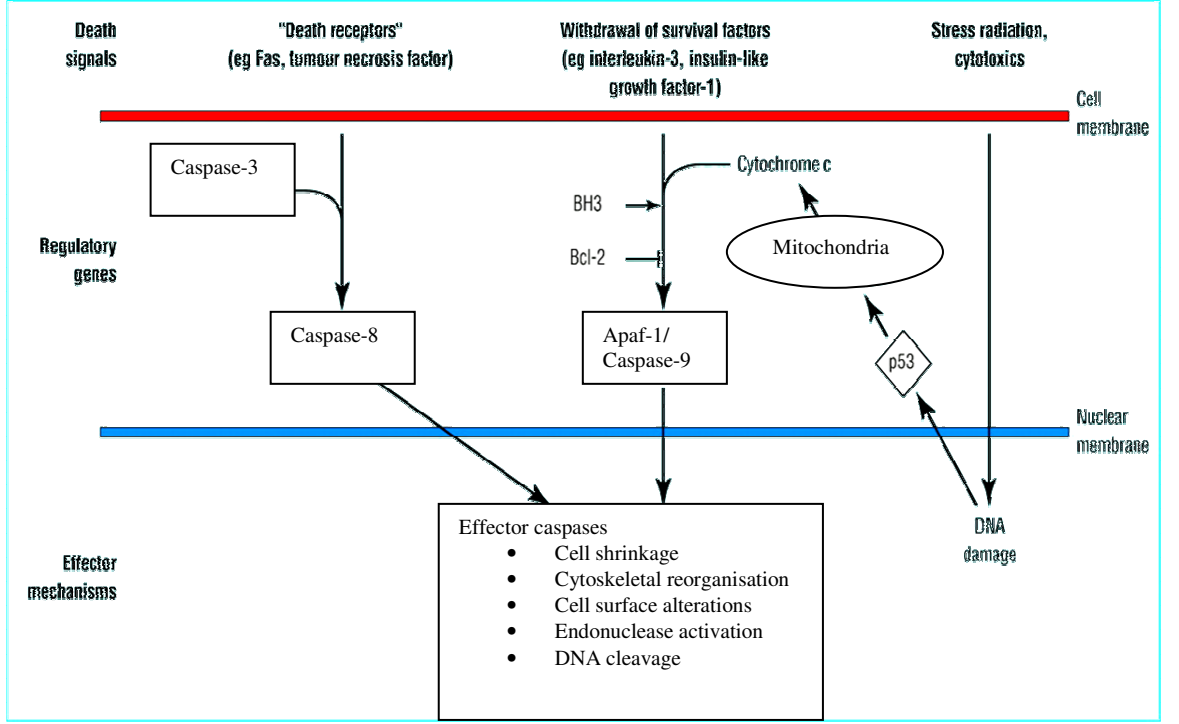 Death
signals
"Death receptors"
(eg Fas, tumour necrosis factor)
Withdrawal of survival factors
(eg interleukin-3, insulin-like
growth factor-1)
Stress radiation,
cytotoxics
Cell
membrane
Caspase-3
Cytochrome c
BH3
Mitochondria
Regulatory
genes
Bcl-2
Caspase-8
Apaf-1/
Caspase-9
p53
Nuclear
membrane
Effector caspases
• Cell shrinkage
• Cytoskeletal reorganisation
• Cell surface alterations
• Endonuclease activation
• DNA cleavage
DNA
damage
Effector
mechanisms